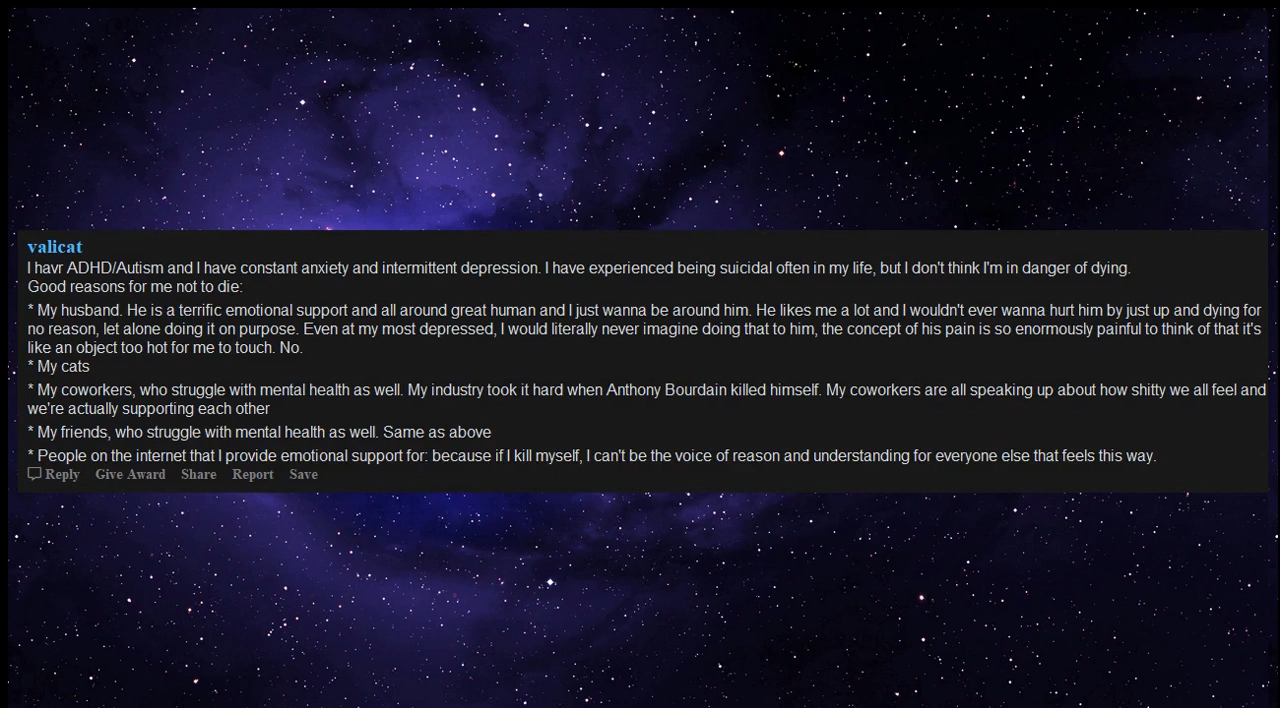 valicat
I havr ADHD/Autism and I have constant anxiety and intermittent depression. I have experienced being suicidal often in my life, but I don't think I'm in danger of dying.
Good reasons for me not to die:
* My husband. He is a terrific emotional support and all around great human and I just wanna be around him. He likes me a lot and I wouldn't ever wanna hurt him by just up and dying for
no reason, let alone doing it on purpose. Even at my most depressed, I would literally never imagine doing that to him, the concept of his pain is so enormously painful to think of that it's
like an object too hot for me to touch. No.
* My cats
* My coworkers, who struggle with mental health as well. My industry took it hard when Anthony Bourdain killed himself. My coworkers are all speaking up about how shitty we all feel and
we're actually supporting each other
* My friends, who struggle with mental health as well. Same as above
* People on the internet that I provide emotional support for: because if I kill myself, I can't be the voice of reason and understanding for everyone else that feels this way.
Reply Give Award Share Report Save